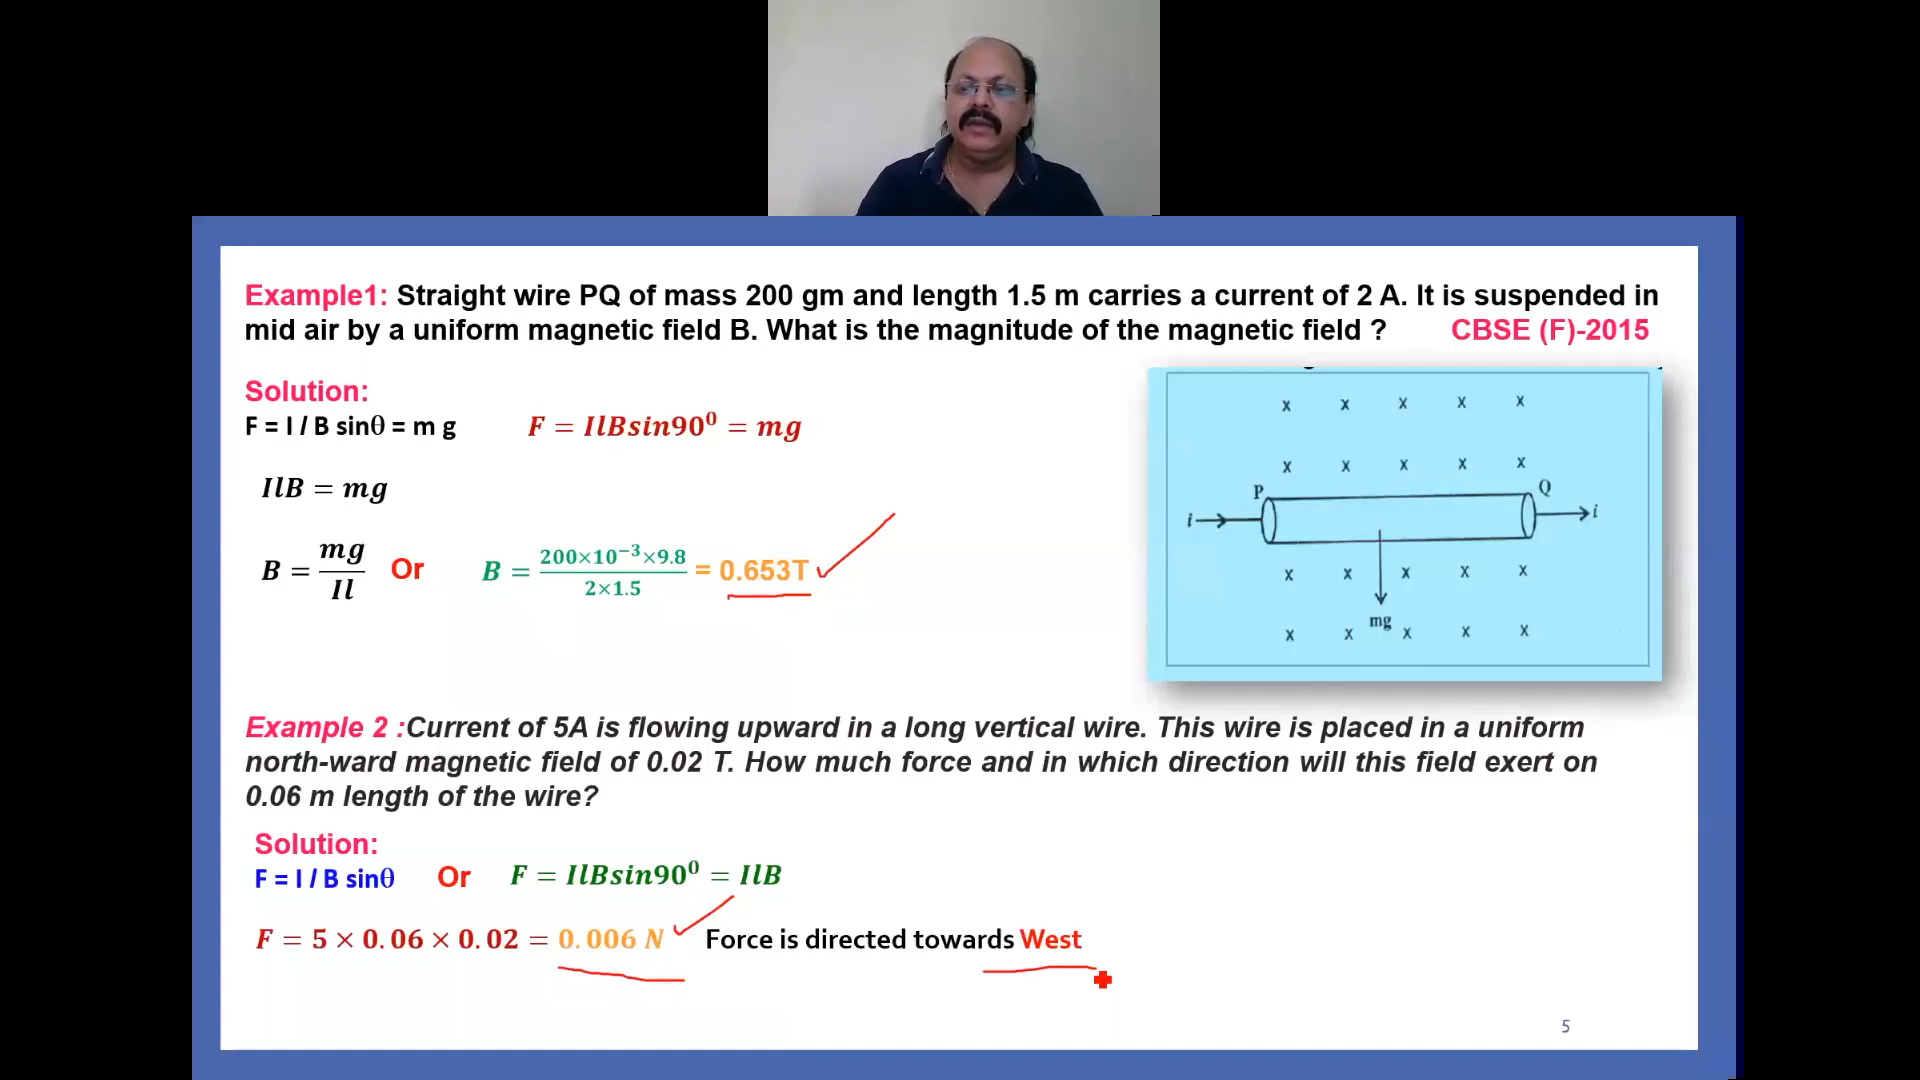 Example1: Straight wire PQ of mass 200 gm and length 1.5 m carries a current of 2 A. It is suspended in
mid air by a uniform magnetic field B. What is the magnitude of the magnetic field ? CBSE (F)-2015
Solution:
F = I l B sinθ = m g F = IlBsin90⁰ = mg
IlB = mg
B = mg/Il Or B = 200×10⁻³×9.8/2×1.5 = 0.653T
x x x x x
x x x x x
P Q
i i
x x x x x
mg
x x x x x
Example 2 :Current of 5A is flowing upward in a long vertical wire. This wire is placed in a uniform
north-ward magnetic field of 0.02 T. How much force and in which direction will this field exert on
0.06 m length of the wire?
Solution:
F = I l B sinθ Or F = IlBsin90⁰ = IlB
F = 5 × 0.06 × 0.02 = 0.006 N Force is directed towards West
5